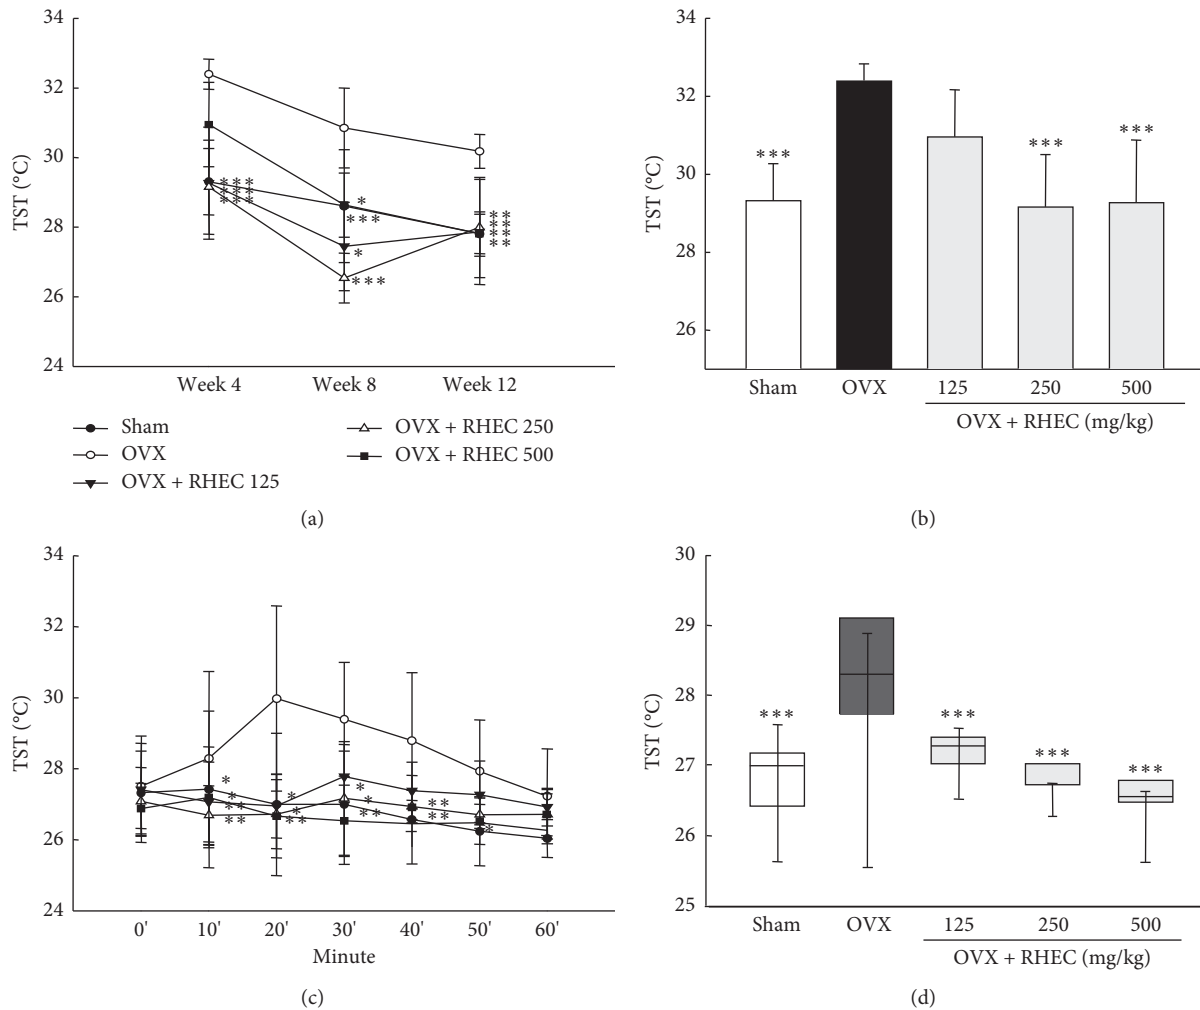 34
32
30
28
26
24
TST (°C)
***
***
***
*
***
*
***
**
**
**
**
Week 4 Week 8 Week 12
Sham
OVX
OVX + RHEC 125
OVX + RHEC 250
OVX + RHEC 500
(a)
34
32
30
28
26
TST (°C)
***
***
***
Sham OVX 125 250 500
OVX + RHEC (mg/kg)
(b)
34
32
30
28
26
24
TST (°C)
*
*
**
**
*
*
**
*
*
**
**
**
*
0' 10' 20' 30' 40' 50' 60'
Minute
(c)
30
29
28
27
26
25
TST (°C)
***
***
***
***
Sham OVX 125 250 500
OVX + RHEC (mg/kg)
(d)